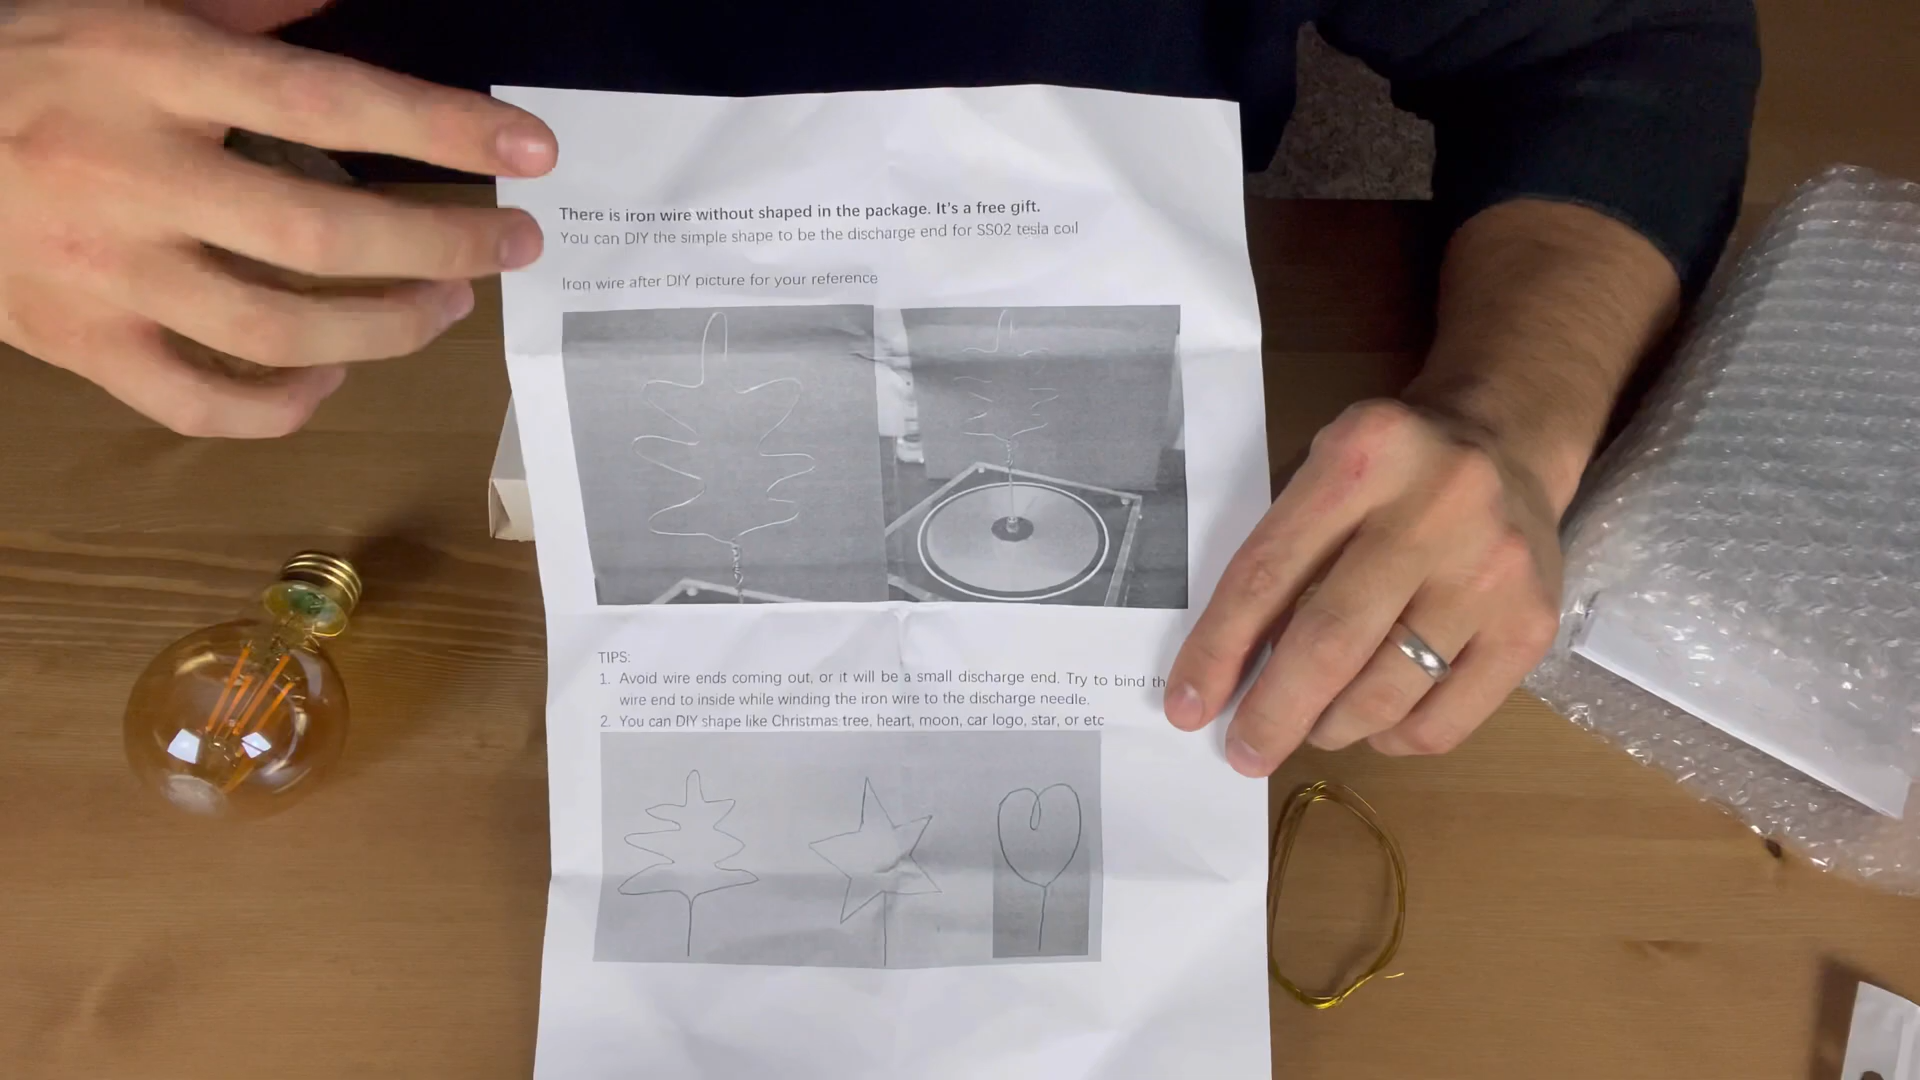 There is iron wire without shaped in the package. It's a free gift.
You can DIY the simple shape to be the discharge end for SS02 tesla coil
Iron wire after DIY picture for your reference
TIPS:
1. Avoid wire ends coming out, or it will be a small discharge end. Try to bind th
wire end to inside while winding the iron wire to the discharge needle.
2. You can DIY shape like Christmas tree, heart, moon, car logo, star, or etc